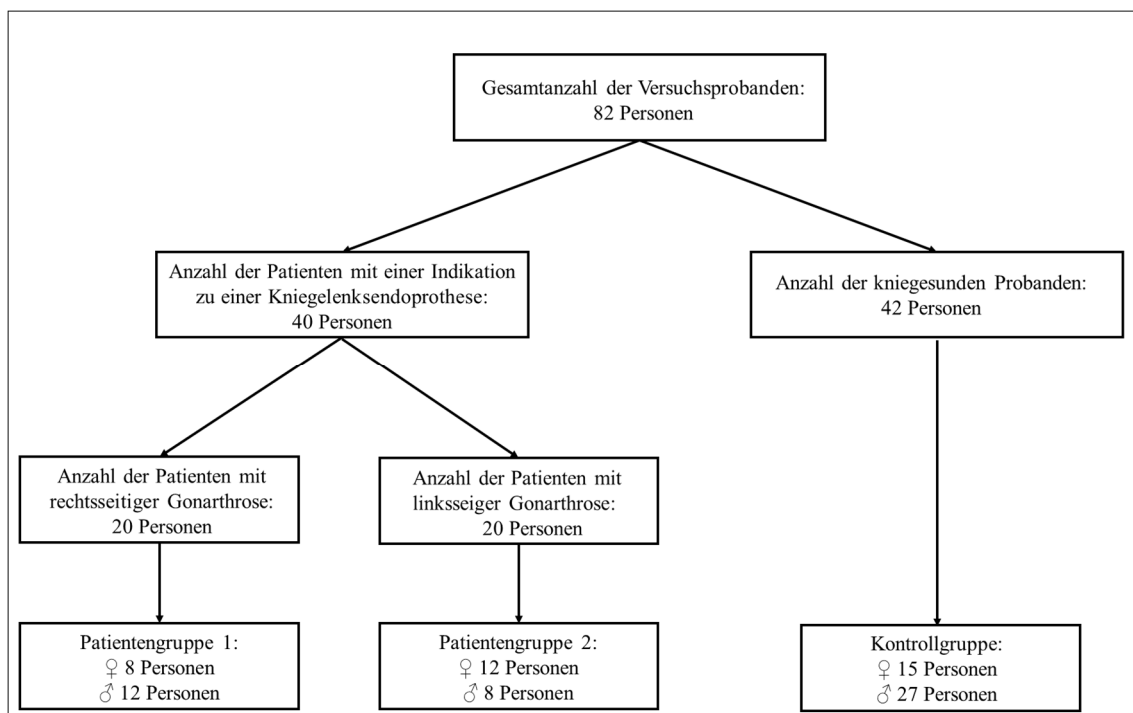 Gesamtanzahl der Versuchsprobanden:
82 Personen
Anzahl der Patienten mit einer Indikation
zu einer Kniegelenksendoprothese:
40 Personen
Anzahl der kniegesunden Probanden:
42 Personen
Anzahl der Patienten mit
rechtsseitiger Gonarthrose:
20 Personen
Anzahl der Patienten mit
linksseiger Gonarthrose:
20 Personen
Patientengruppe 1:
♀ 8 Personen
♂ 12 Personen
Patientengruppe 2:
♀ 12 Personen
♂ 8 Personen
Kontrollgruppe:
♀ 15 Personen
♂ 27 Personen